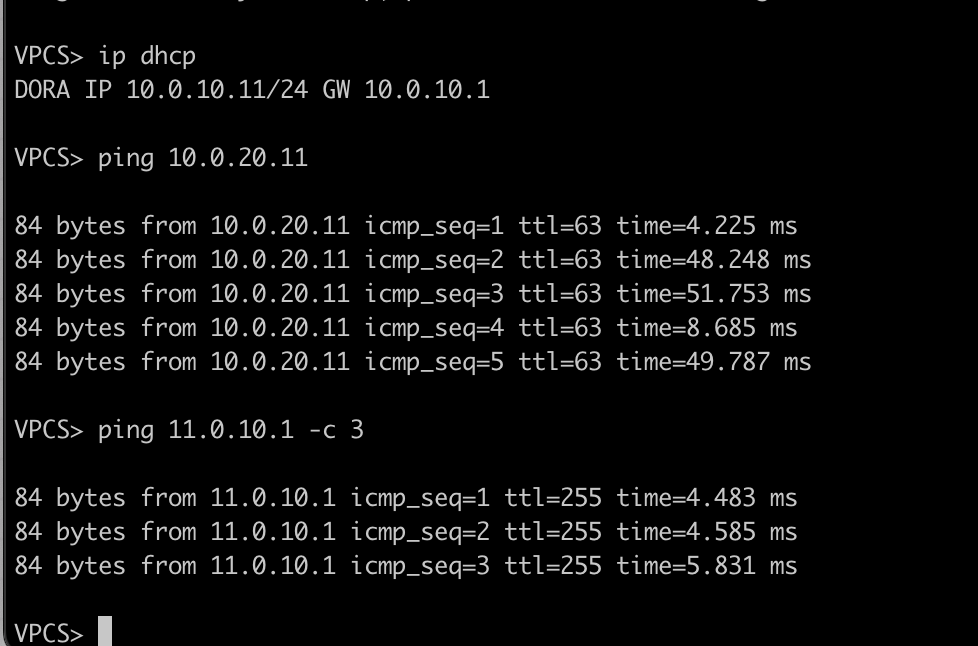 VPCS> ip dhcp
DORA IP 10.0.10.11/24 GW 10.0.10.1
VPCS> ping 10.0.20.11
84 bytes from 10.0.20.11 icmp_seq=1 ttl=63 time=4.225 ms
84 bytes from 10.0.20.11 icmp_seq=2 ttl=63 time=48.248 ms
84 bytes from 10.0.20.11 icmp_seq=3 ttl=63 time=51.753 ms
84 bytes from 10.0.20.11 icmp_seq=4 ttl=63 time=8.685 ms
84 bytes from 10.0.20.11 icmp_seq=5 ttl=63 time=49.787 ms
VPCS> ping 11.0.10.1 -c 3
84 bytes from 11.0.10.1 icmp_seq=1 ttl=255 time=4.483 ms
84 bytes from 11.0.10.1 icmp_seq=2 ttl=255 time=4.585 ms
84 bytes from 11.0.10.1 icmp_seq=3 ttl=255 time=5.831 ms
VPCS>